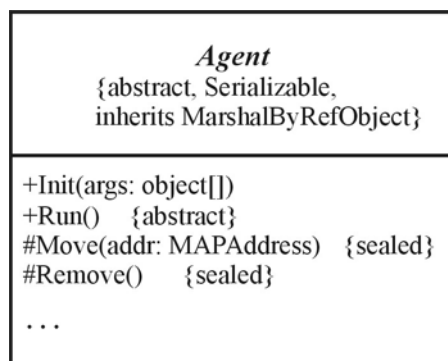 Agent
{abstract, Serializable,
inherits MarshalByRefObject}
+Init(args: object[])
+Run() {abstract}
#Move(addr: MAPAddress) {sealed}
#Remove() {sealed}
...